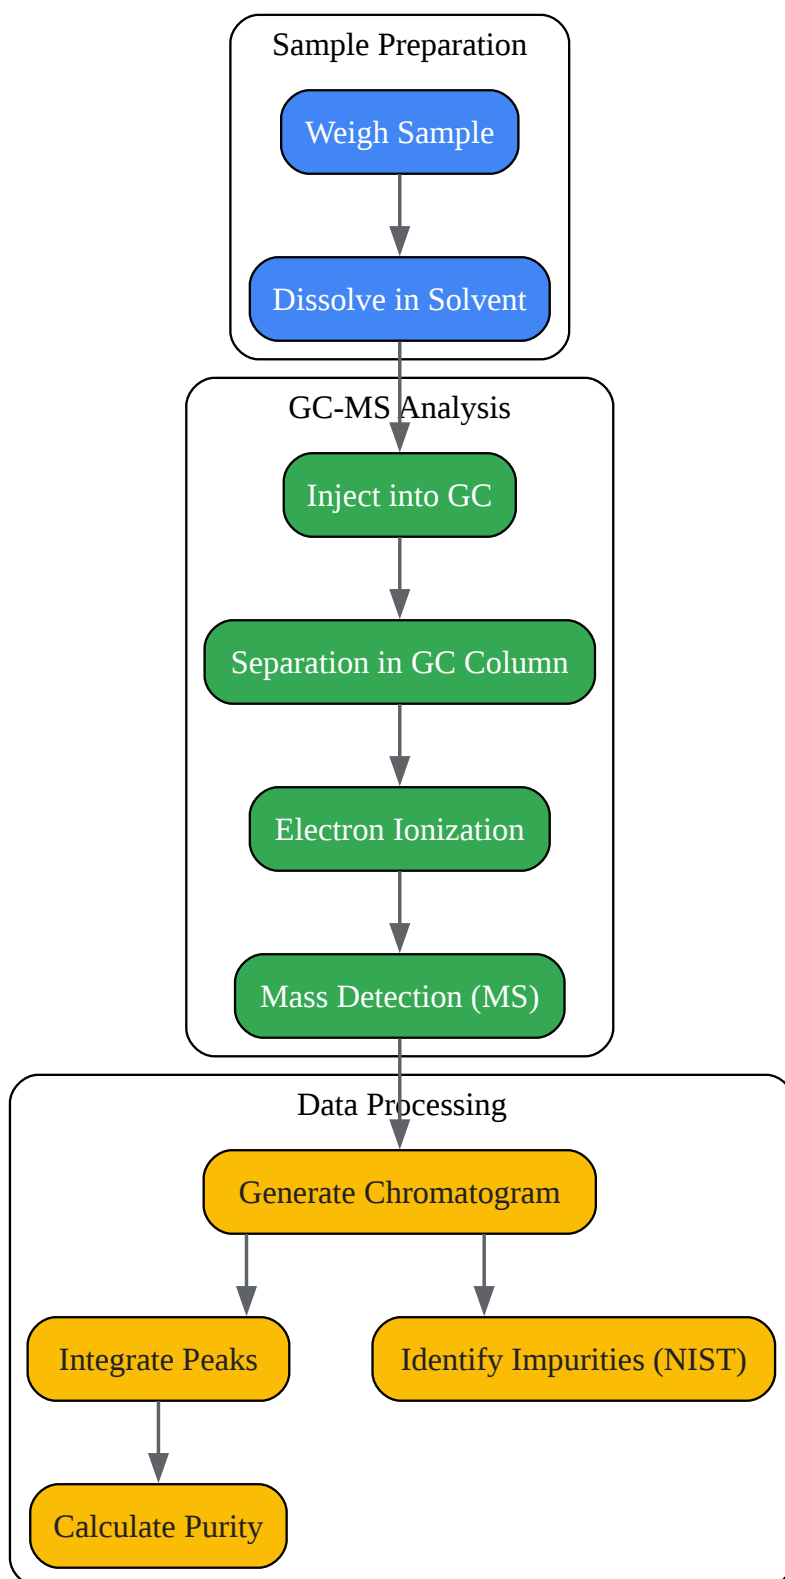 Sample Preparation
Weigh Sample
Dissolve in Solvent
GC-MS Analysis
Inject into GC
Separation in GC Column
Electron Ionization
Mass Detection (MS)
Data Processing
Generate Chromatogram
Integrate Peaks
Identify Impurities (NIST)
Calculate Purity